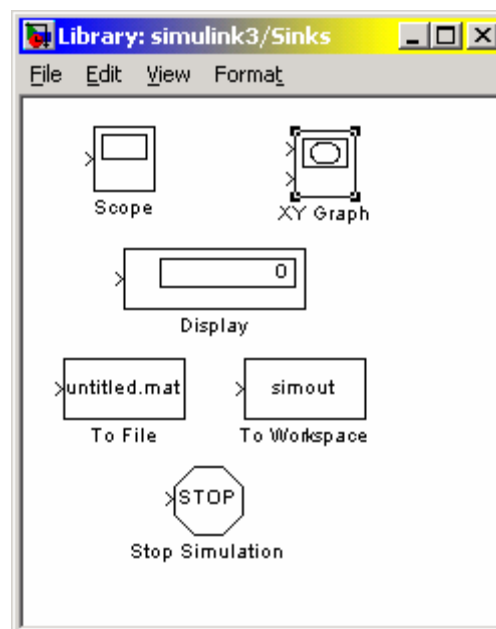 Library: simulink3/Sinks
File Edit View Format
Scope
XY Graph
0
Display
untitled.mat
simout
To File
To Workspace
STOP
Stop Simulation